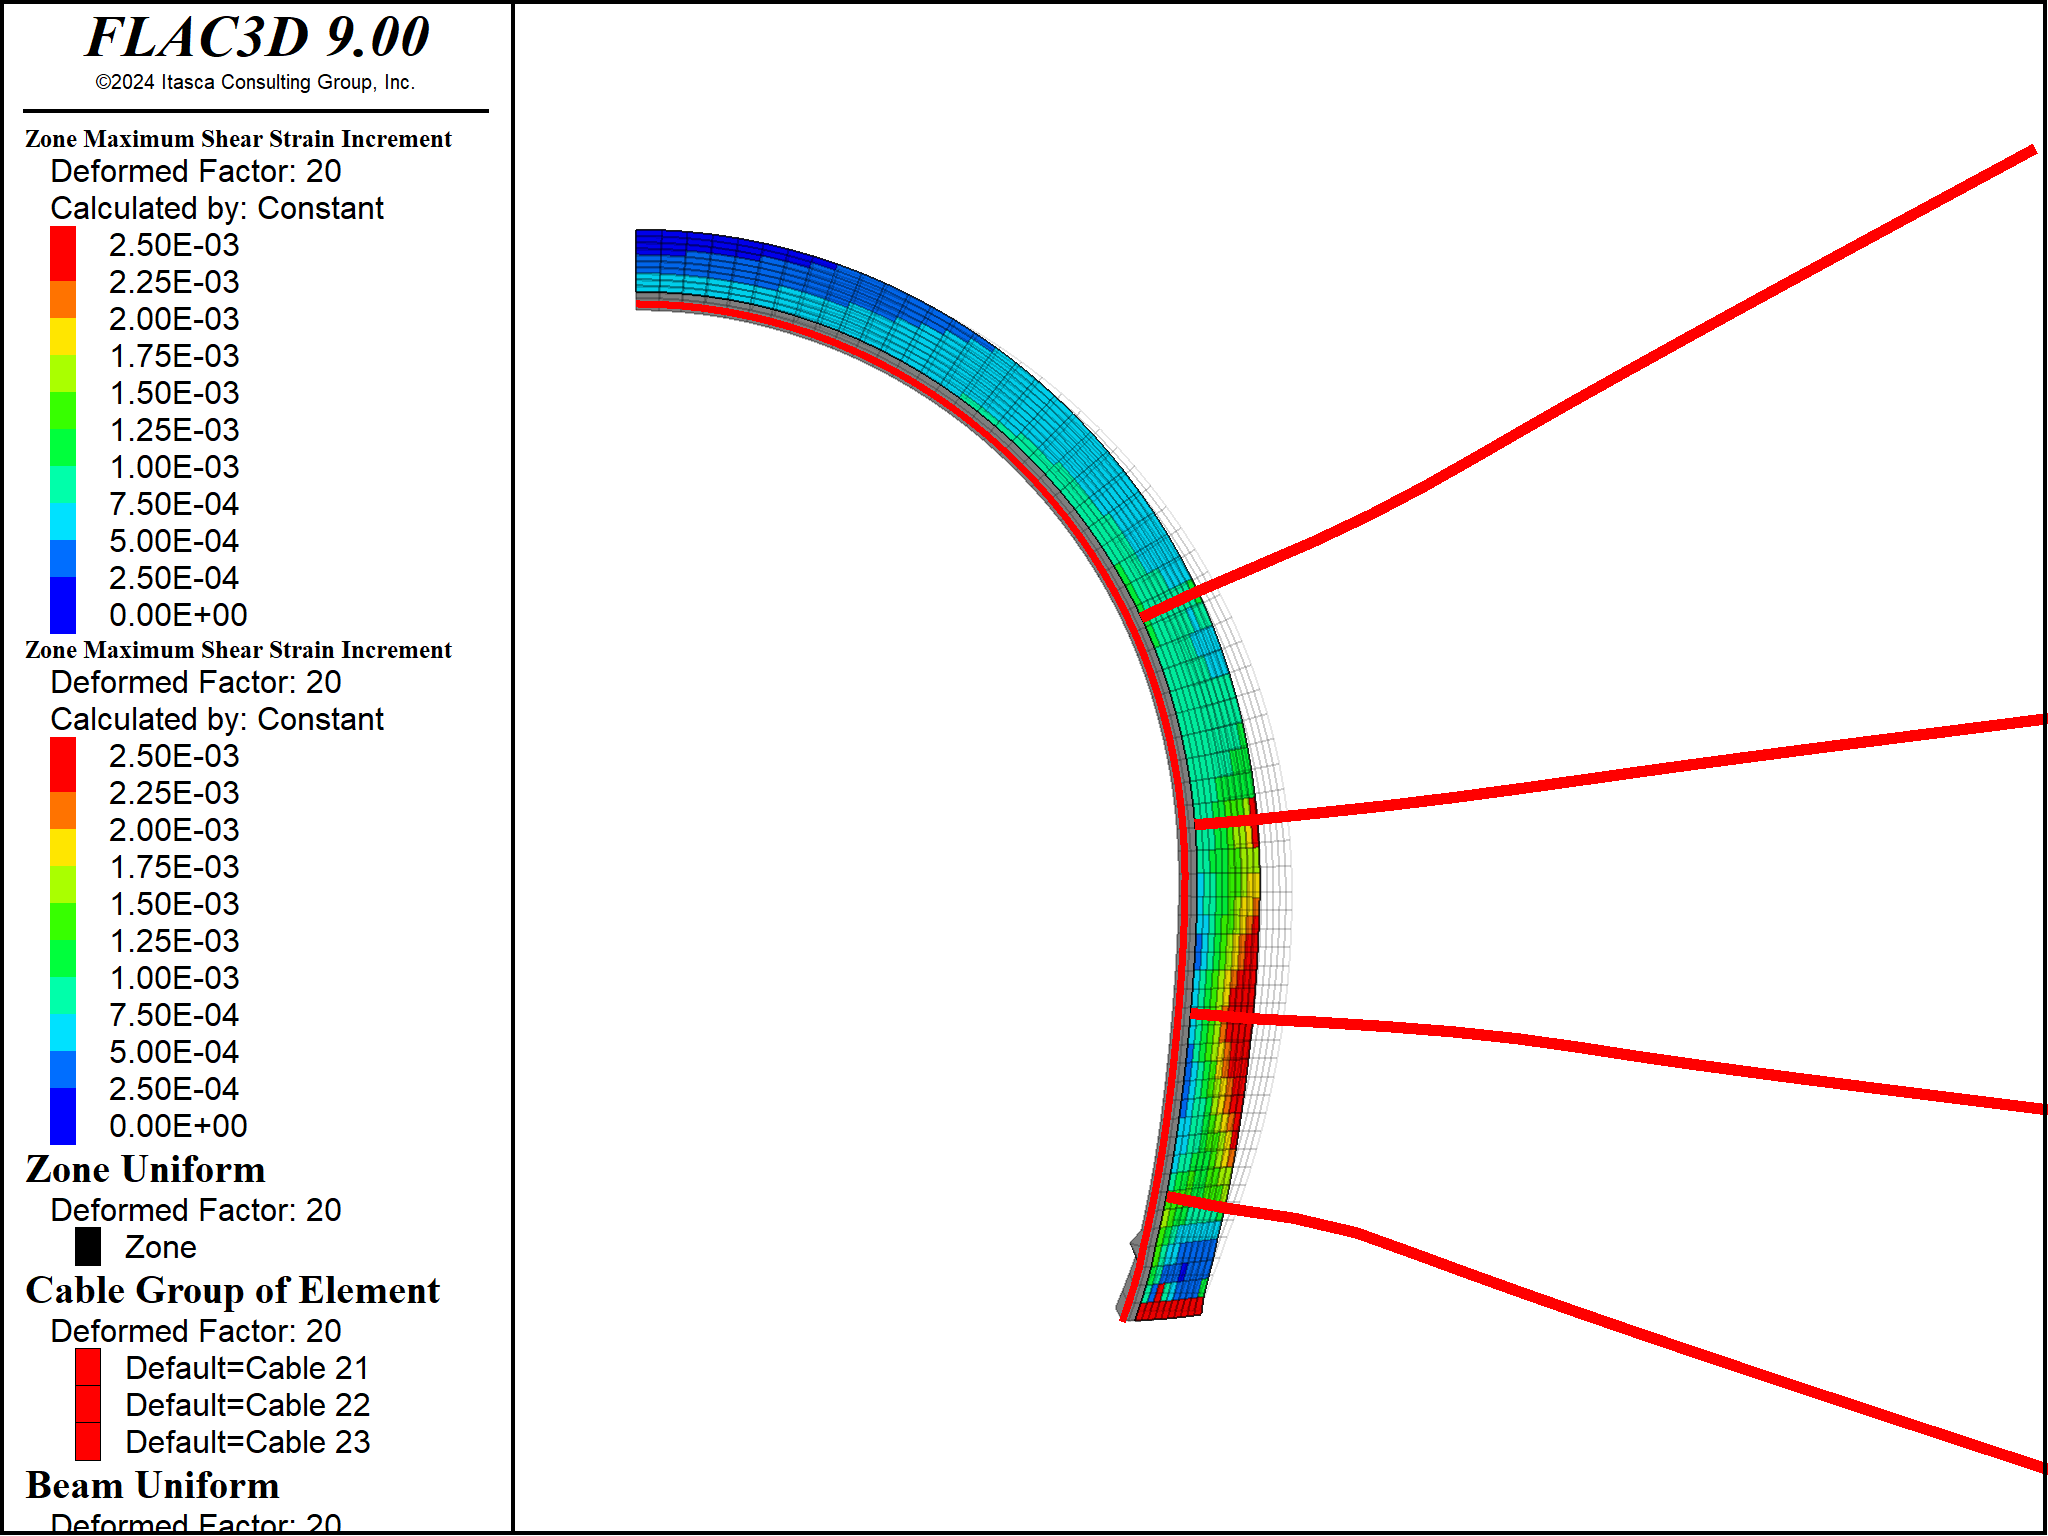 FLAC3D 9.00
©2024 Itasca Consulting Group, Inc.
Zone Maximum Shear Strain Increment
Deformed Factor: 20
Calculated by: Constant
2.50E-03
2.25E-03
2.00E-03
1.75E-03
1.50E-03
1.25E-03
1.00E-03
7.50E-04
5.00E-04
2.50E-04
0.00E+00
Zone Maximum Shear Strain Increment
Deformed Factor: 20
Calculated by: Constant
2.50E-03
2.25E-03
2.00E-03
1.75E-03
1.50E-03
1.25E-03
1.00E-03
7.50E-04
5.00E-04
2.50E-04
0.00E+00
Zone Uniform
Deformed Factor: 20
Zone
Cable Group of Element
Deformed Factor: 20
Default=Cable 21
Default=Cable 22
Default=Cable 23
Beam Uniform
Deformed Factor: 20